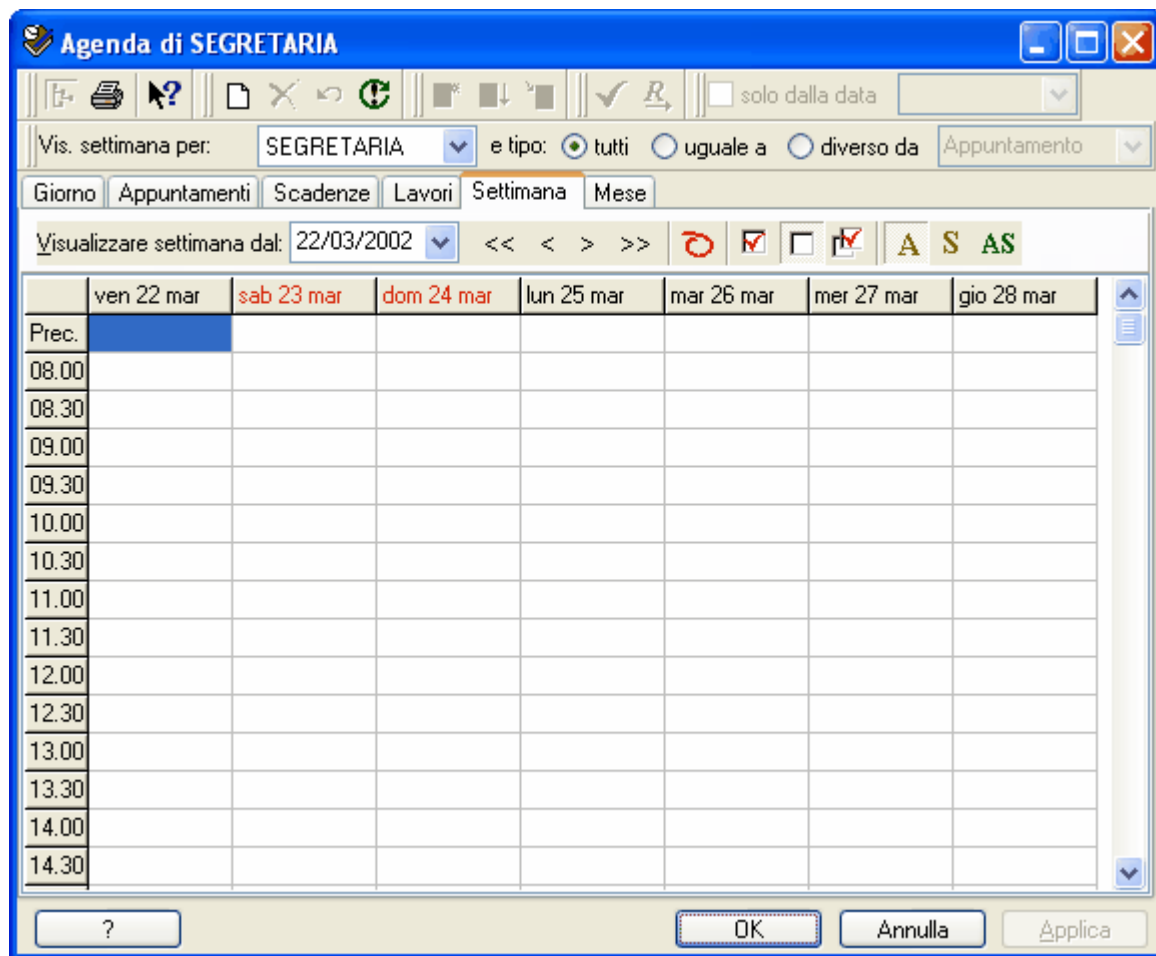 Agenda di SEGRETARIA
? R solo dalla data
Vis. settimana per: SEGRETARIA e tipo: tutti uguale a diverso da Appuntamento
Giorno Appuntamenti Scadenze Lavori Settimana Mese
Visualizzare settimana dal: 22/03/2002 << < > >> A S AS
ven 22 mar sab 23 mar dom 24 mar lun 25 mar mar 26 mar mer 27 mar gio 28 mar
Prec.
08.00
08.30
09.00
09.30
10.00
10.30
11.00
11.30
12.00
12.30
13.00
13.30
14.00
14.30
? OK Annulla Applica